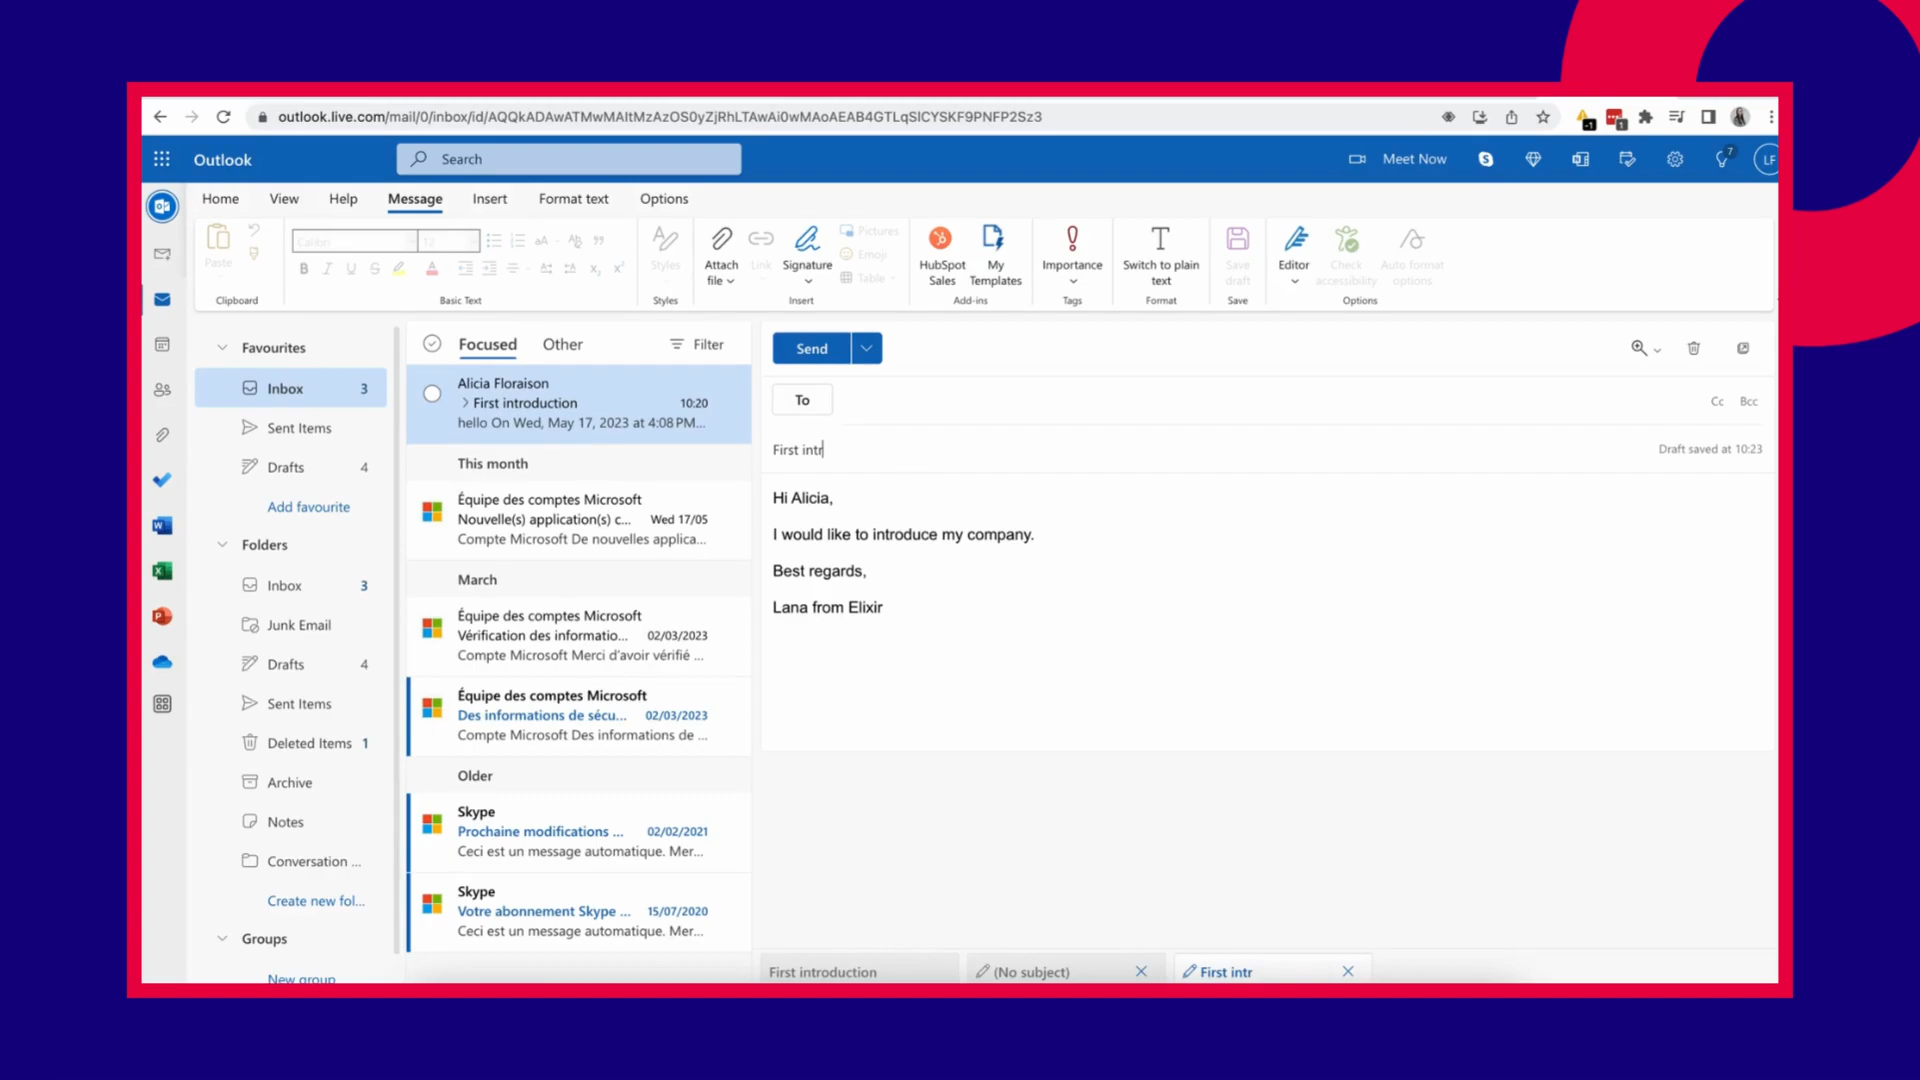 outlook.live.com/mail/0/inbox/id/AQQkADAwATMwMAItMzAzOS0yZjRhLTAwAi0wMAoAEAB4GTLqSlCYSKF9PNFP2Sz3
-1
1
Outlook
Search
Meet Now
7
LF
Home View Help Message Insert Format text Options
Paste
Calibri 12
Styles
Attach file
Link
Signature
Pictures
Emoji
Table
HubSpot Sales
My Templates
Importance
Switch to plain text
Save draft
Editor
Check accessibility
Auto format options
Clipboard Basic Text Styles Insert Add-ins Tags Format Save Options
Favourites
Inbox 3
Sent Items
Drafts 4
Add favourite
Folders
Inbox 3
Junk Email
Drafts 4
Sent Items
Deleted Items 1
Archive
Notes
Conversation ...
Create new fol...
Groups
New group
Focused Other Filter
Alicia Floraison
First introduction 10:20
hello On Wed, May 17, 2023 at 4:08 PM...
This month
Équipe des comptes Microsoft
Nouvelle(s) application(s) c... Wed 17/05
Compte Microsoft De nouvelles applica...
March
Équipe des comptes Microsoft
Vérification des informatio... 02/03/2023
Compte Microsoft Merci d'avoir vérifié ...
Équipe des comptes Microsoft
Des informations de sécu... 02/03/2023
Compte Microsoft Des informations de ...
Older
Skype
Prochaine modifications ... 02/02/2021
Ceci est un message automatique. Mer...
Skype
Votre abonnement Skype ... 15/07/2020
Ceci est un message automatique. Mer...
Send
To
Cc Bcc
First intr
Draft saved at 10:23
Hi Alicia,
I would like to introduce my company.
Best regards,
Lana from Elixir
First introduction
(No subject)
First intr